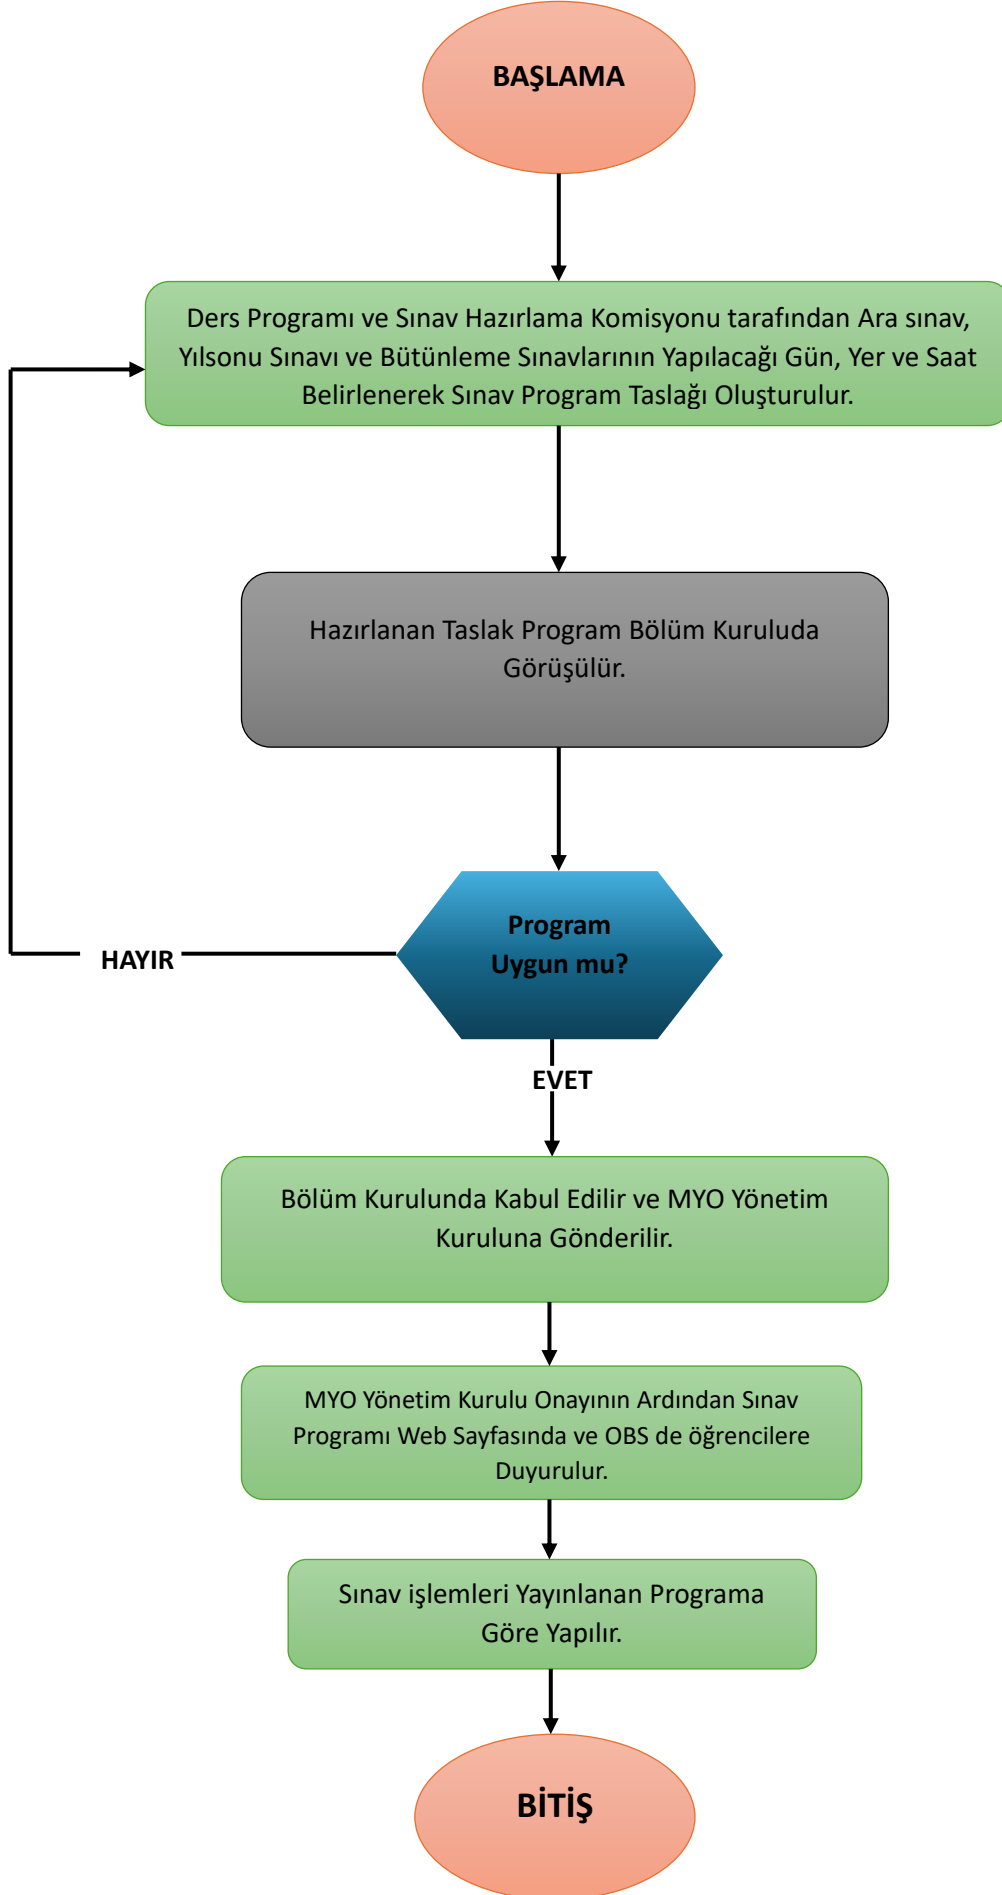 BAŞLAMA
Ders Programı ve Sınav Hazırlama Komisyonu tarafından Ara sınav,
Yılsonu Sınavı ve Bütünleme Sınavlarının Yapılacağı Gün, Yer ve Saat
Belirlenerek Sınav Program Taslağı Oluşturulur.
Hazırlanan Taslak Program Bölüm Kuruluda
Görüşülür.
Program
Uygun mu?
HAYIR
EVET
Bölüm Kurulunda Kabul Edilir ve MYO Yönetim
Kuruluna Gönderilir.
MYO Yönetim Kurulu Onayının Ardından Sınav
Programı Web Sayfasında ve OBS de öğrencilere
Duyurulur.
Sınav işlemleri Yayınlanan Programa
Göre Yapılır.
BİTİŞ